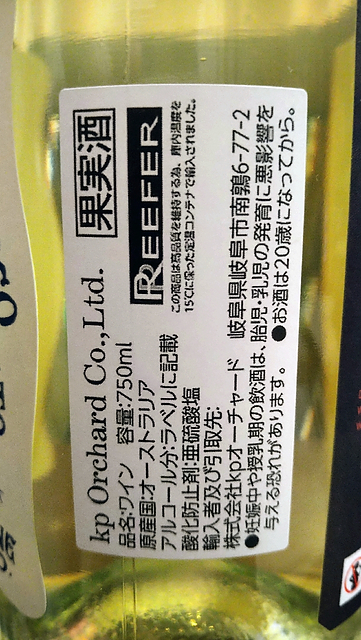 kp Orchard Co.,Ltd.
果実酒
品名:ワイン 容量:750ml
原産国:オーストラリア
アルコール分:ラベルに記載
酸化防止剤:亜硫酸塩
輸入者及び引取先:
株式会社kpオーチャード 岐阜県岐阜市南鶉6-77-2
REEFER
この商品は高品質を維持する為、庫内温度を
15℃に保った定温コンテナで輸入されました。
●妊娠中や授乳期の飲酒は、胎児・乳児の発育に悪影響を
与える恐れがあります。 ●お酒は20歳になってから。